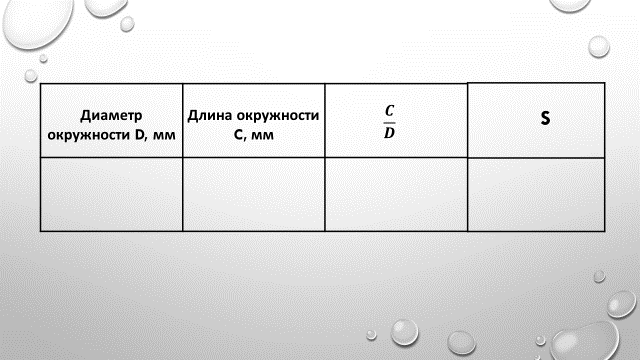 Диаметр
окружности D, мм
Длина окружности
C, мм
C
D
S